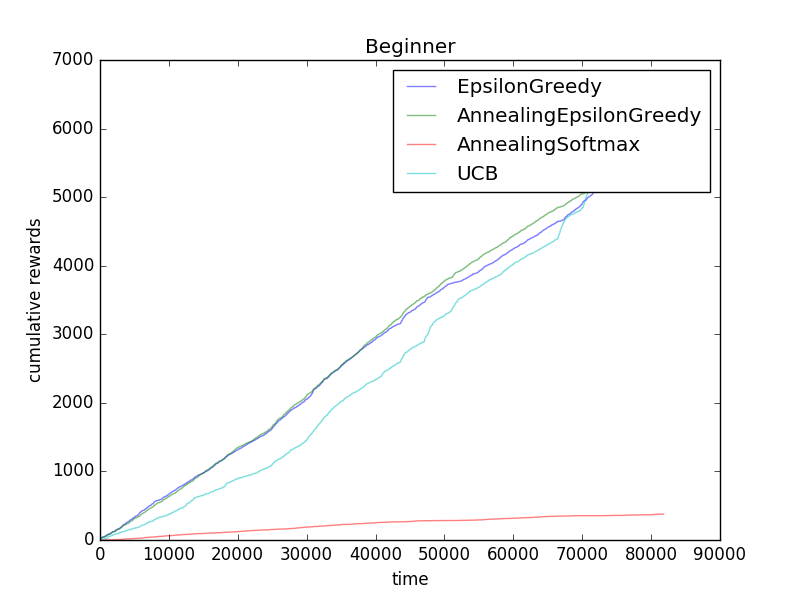 Beginner
7000
6000
5000
4000
3000
2000
1000
0
cumulative rewards
EpsilonGreedy
AnnealingEpsilonGreedy
AnnealingSoftmax
UCB
0 10000 20000 30000 40000 50000 60000 70000 80000 90000
time